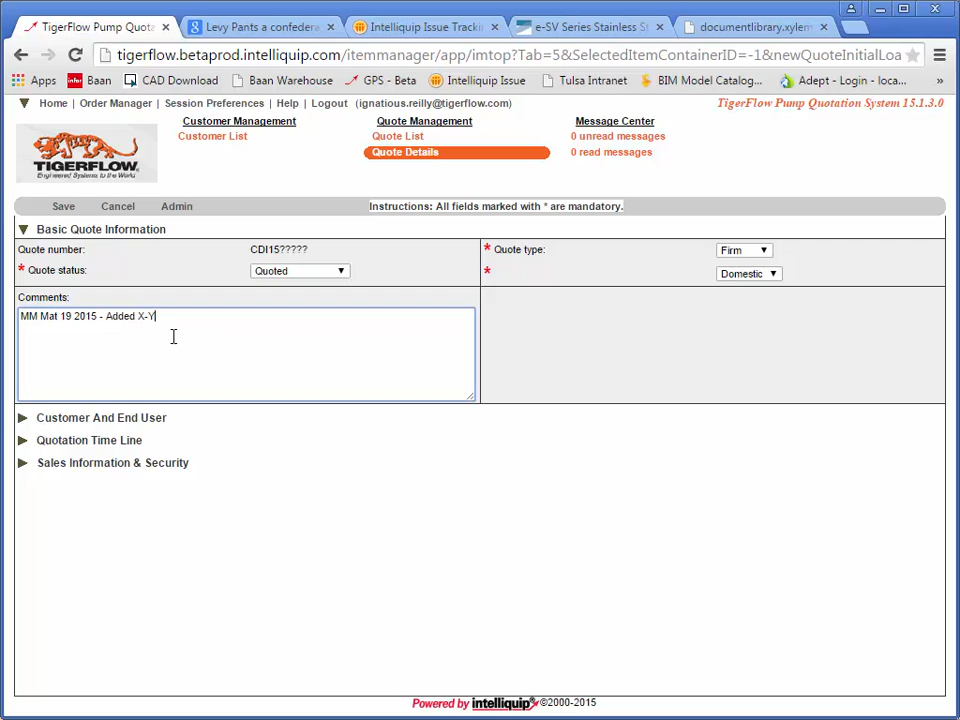 TigerFlow Pump Quota
Levy Pants a confedera
Intelliquip Issue Trackin
e-SV Series Stainless St
documentlibrary.xylem
tigerflow.betaprod.intelliquip.com/itemmanager/app/imtop?Tab=5&SelectedItemContainerID=-1&newQuoteInitialLoa
Apps Baan CAD Download Baan Warehouse GPS - Beta Intelliquip Issue Tulsa Intranet BIM Model Catalog... Adept - Login - loca... »
Home | Order Manager | Session Preferences | Help | Logout (ignatious.reilly@tigerflow.com)
TigerFlow Pump Quotation System 15.1.3.0
Customer Management Quote Management Message Center
Customer List Quote List 0 unread messages
Quote Details 0 read messages
TIGERFLOW
Engineered Systems to the World
Save Cancel Admin Instructions: All fields marked with * are mandatory.
Basic Quote Information
Quote number: CDI15????? * Quote type: Firm
* Quote status: Quoted * Domestic
Comments:
MM Mat 19 2015 - Added X-Y
Customer And End User
Quotation Time Line
Sales Information & Security
Powered by intelliquip ©2000-2015